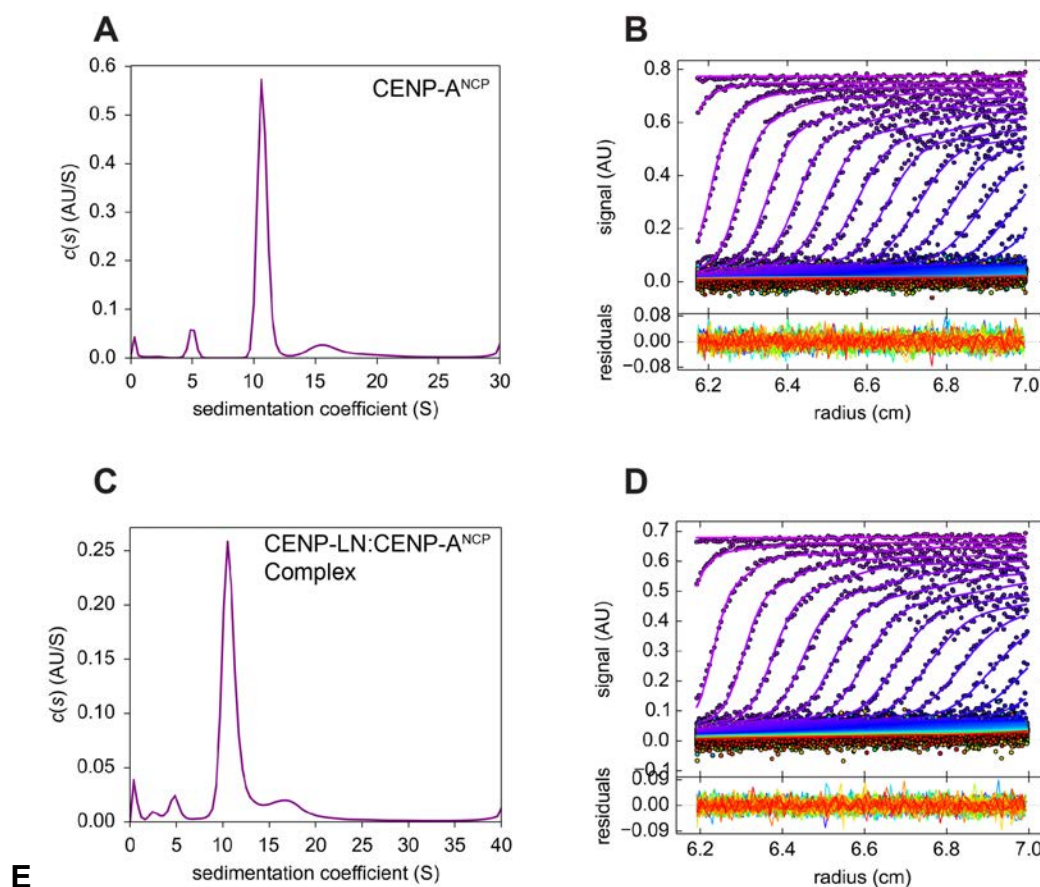 A
B
0.6
0.5
0.4
0.3
0.2
0.1
0.0
c(s) (AU/S)
CENP-A^NCP
0 5 10 15 20 25 30
sedimentation coefficient (S)
0.8
0.6
0.4
0.2
0.0
signal (AU)
0.08
0.00
−0.08
residuals
6.2 6.4 6.6 6.8 7.0
radius (cm)
C
D
0.25
0.20
0.15
0.10
0.05
0.00
c(s) (AU/S)
CENP-LN:CENP-A^NCP
Complex
0 5 10 15 20 25 30 35 40
sedimentation coefficient (S)
0.7
0.6
0.5
0.4
0.3
0.2
0.1
0.0
−0.1
signal (AU)
0.09
0.00
−0.09
residuals
6.2 6.4 6.6 6.8 7.0
radius (cm)
E